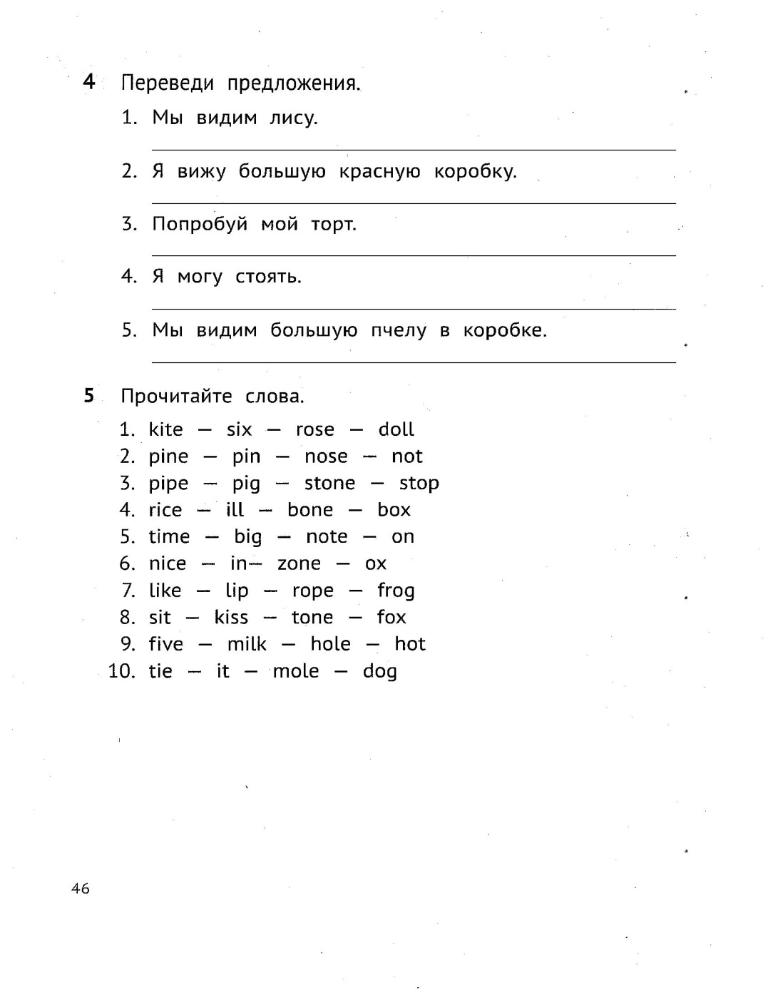 4 Переведи предложения.
1. Мы видим лису.
2. Я вижу большую красную коробку.
3. Попробуй мой торт.
4. Я могу стоять.
5. Мы видим большую пчелу в коробке.
5 Прочитайте слова.
1. kite — six — rose — doll
2. pine — pin — nose — not
3. pipe — pig — stone — stop
4. rice — ill — bone — box
5. time — big — note — on
6. nice — in— zone — ox
7. like — lip — rope — frog
8. sit — kiss — tone — fox
9. five — milk — hole — hot
10. tie — it — mole — dog
46